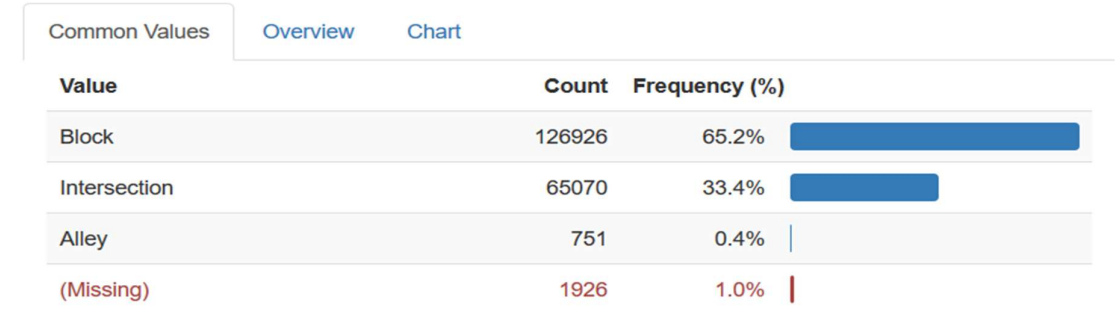 Common Values Overview Chart
Value Count Frequency (%)
Block 126926 65.2%
Intersection 65070 33.4%
Alley 751 0.4%
(Missing) 1926 1.0%